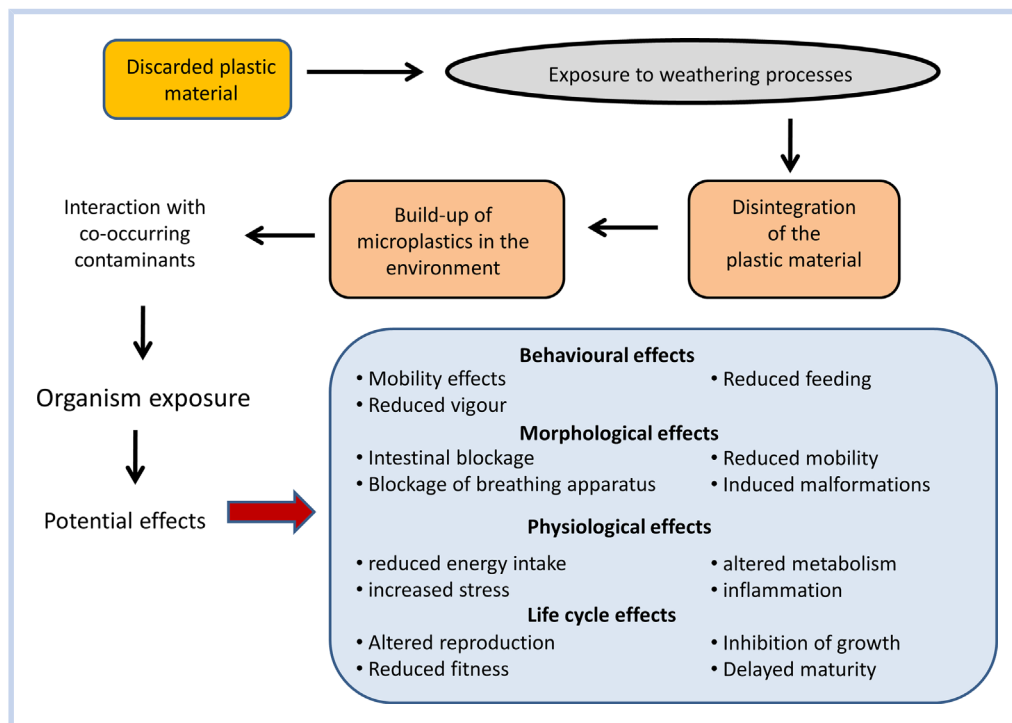 Discarded plastic
material
Exposure to weathering processes
Disintegration
of the
plastic material
Build-up of
microplastics in the
environment
Interaction with
co-occurring
contaminants
Organism exposure
Potential effects
Behavioural effects
• Mobility effects
• Reduced feeding
• Reduced vigour
Morphological effects
• Intestinal blockage
• Reduced mobility
• Blockage of breathing apparatus
• Induced malformations
Physiological effects
• reduced energy intake
• altered metabolism
• increased stress
• inflammation
Life cycle effects
• Altered reproduction
• Inhibition of growth
• Reduced fitness
• Delayed maturity